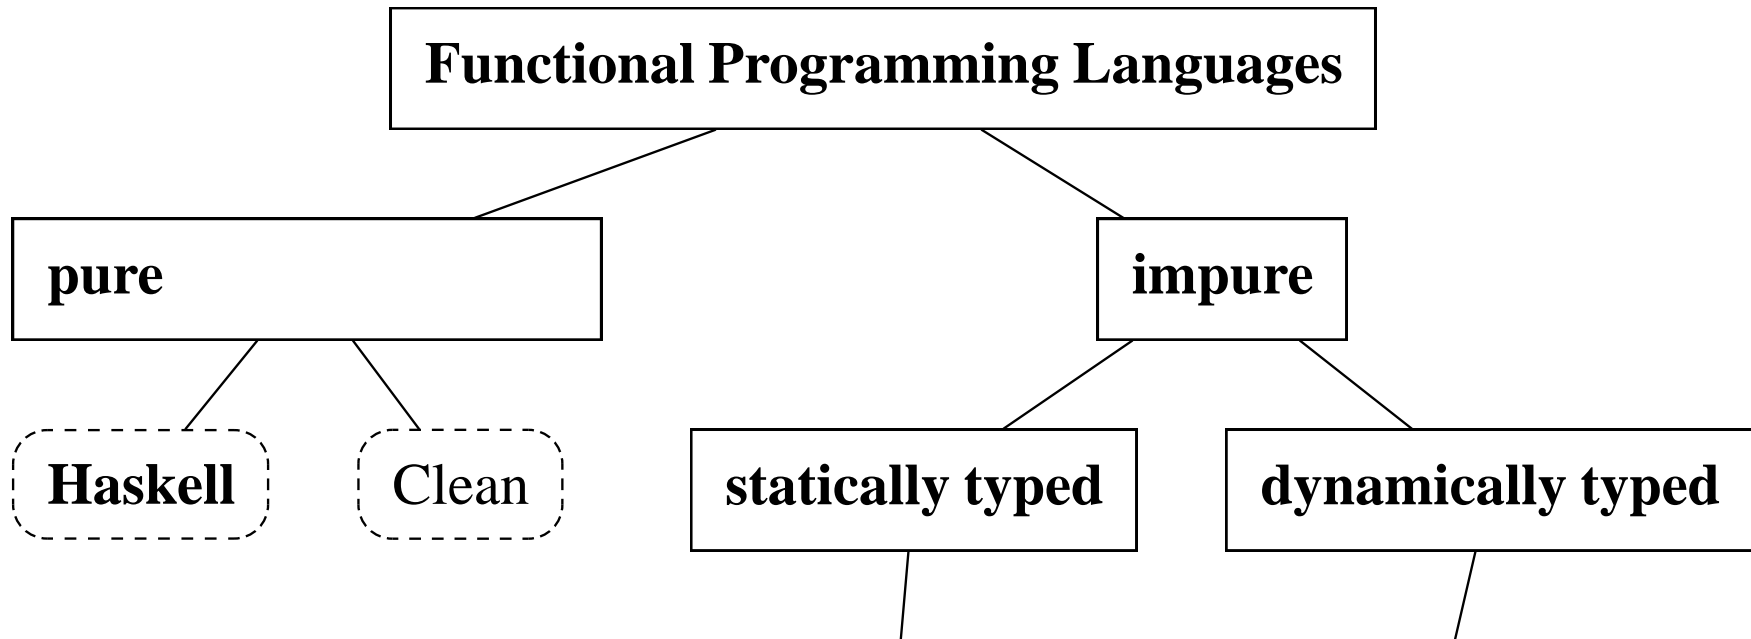 Functional Programming Languages
pure
impure
Haskell
Clean
statically typed
dynamically typed